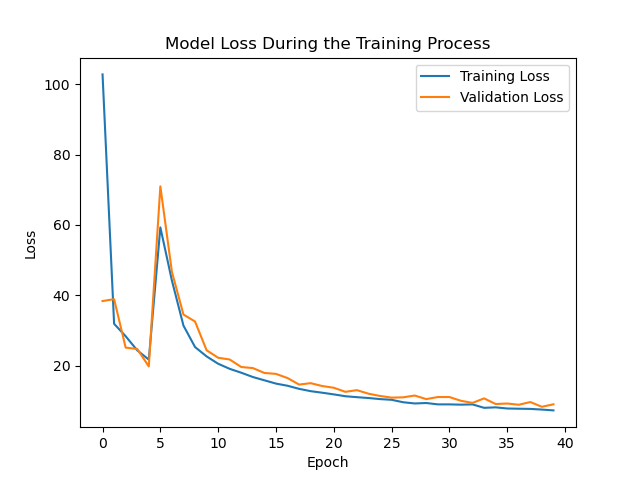 Model Loss During the Training Process
Training Loss
Validation Loss
100
80
60
40
20
Loss
0 5 10 15 20 25 30 35 40
Epoch